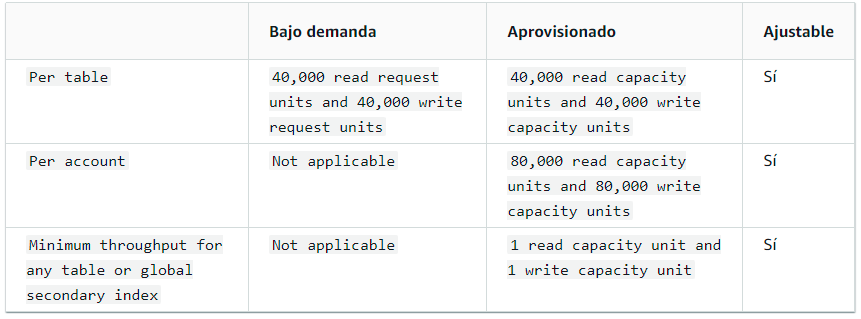 Bajo demanda Aprovisionado Ajustable
Per table 40,000 read request 40,000 read capacity Sí
units and 40,000 write units and 40,000 write
request units capacity units
Per account Not applicable 80,000 read capacity Sí
units and 80,000 write
capacity units
Minimum throughput for Not applicable 1 read capacity unit and Sí
any table or global 1 write capacity unit
secondary index